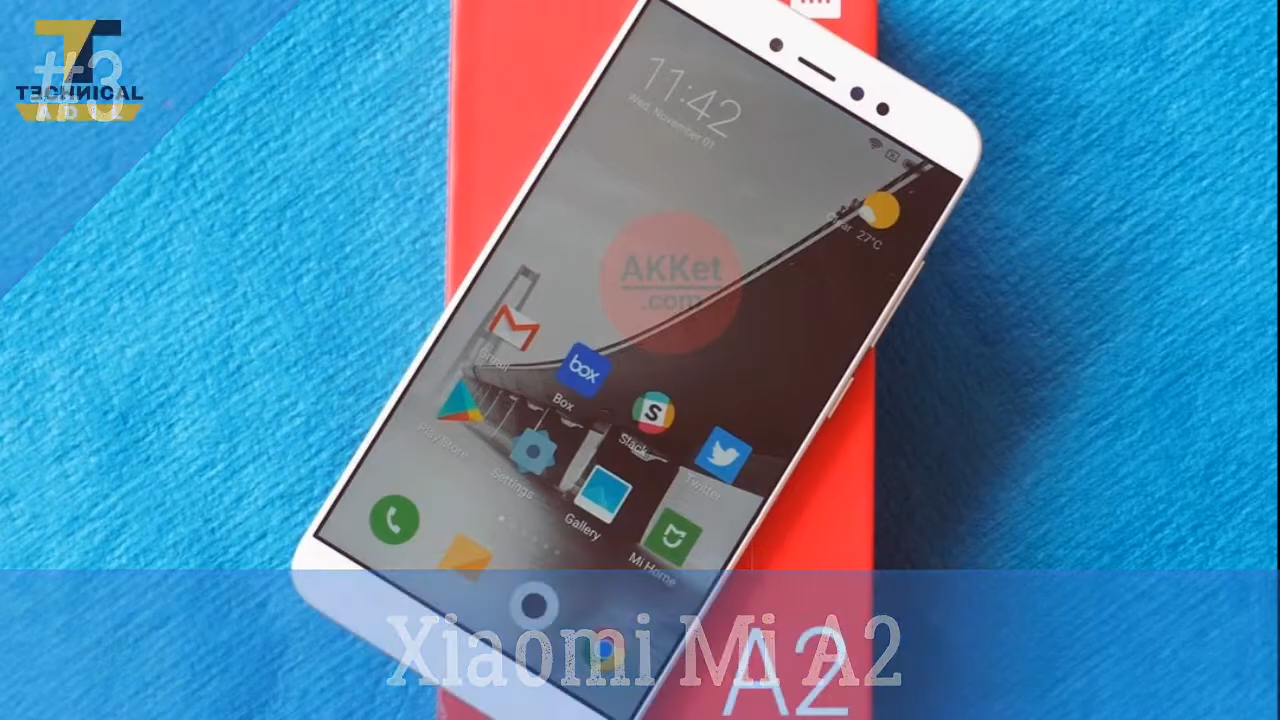 #3
TECHNICAL
11:42
Wed, November 01
27°C
AKKet
.com
Gmail
box
Box
S
Slack
Twitter
Play Store
Settings
Gallery
Mi Home
Xiaomi Mi A2
A2